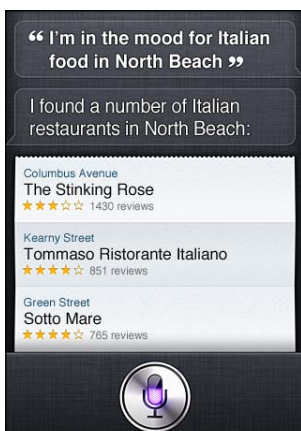 “ I’m in the mood for Italian
food in North Beach ”
I found a number of Italian
restaurants in North Beach:
Columbus Avenue
The Stinking Rose
★★★☆☆ 1430 reviews
Kearny Street
Tommaso Ristorante Italiano
★★★★☆ 851 reviews
Green Street
Sotto Mare
★★★★☆ 765 reviews